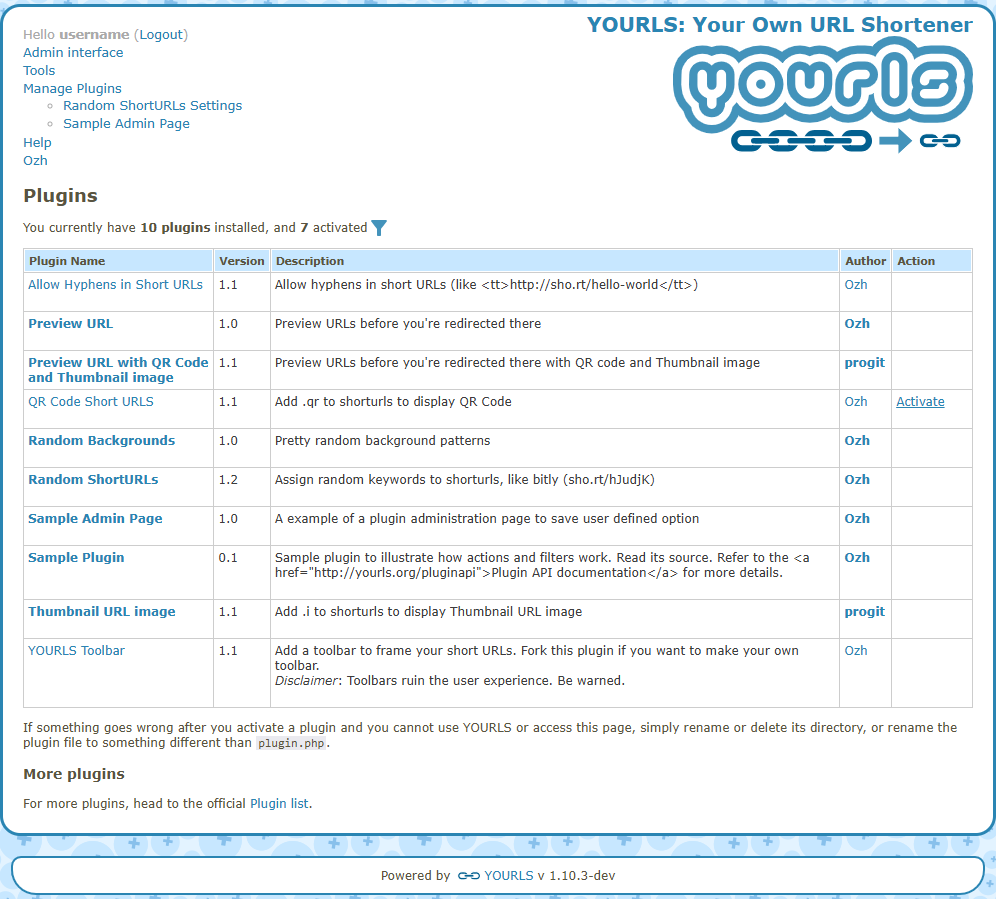 YOURLS: Your Own URL Shortener
yourls
Hello username (Logout)
Admin interface
Tools
Manage Plugins
Random ShortURLs Settings
Sample Admin Page
Help
Ozh
Plugins
You currently have 10 plugins installed, and 7 activated
Plugin Name Version Description Author Action
Allow Hyphens in Short URLs 1.1 Allow hyphens in short URLs (like <tt>http://sho.rt/hello-world</tt>) Ozh
Preview URL 1.0 Preview URLs before you're redirected there Ozh
Preview URL with QR Code 1.1 Preview URLs before you're redirected there with QR code and Thumbnail image progit
and Thumbnail image
QR Code Short URLS 1.1 Add .qr to shorturls to display QR Code Ozh Activate
Random Backgrounds 1.0 Pretty random background patterns Ozh
Random ShortURLs 1.2 Assign random keywords to shorturls, like bitly (sho.rt/hJudjK) Ozh
Sample Admin Page 1.0 A example of a plugin administration page to save user defined option Ozh
Sample Plugin 0.1 Sample plugin to illustrate how actions and filters work. Read its source. Refer to the <a Ozh
href="http://yourls.org/pluginapi">Plugin API documentation</a> for more details.
Thumbnail URL image 1.1 Add .i to shorturls to display Thumbnail URL image progit
YOURLS Toolbar 1.1 Add a toolbar to frame your short URLs. Fork this plugin if you want to make your own Ozh
toolbar.
Disclaimer: Toolbars ruin the user experience. Be warned.
If something goes wrong after you activate a plugin and you cannot use YOURLS or access this page, simply rename or delete its directory, or rename the
plugin file to something different than plugin.php.
More plugins
For more plugins, head to the official Plugin list.
Powered by YOURLS v 1.10.3-dev